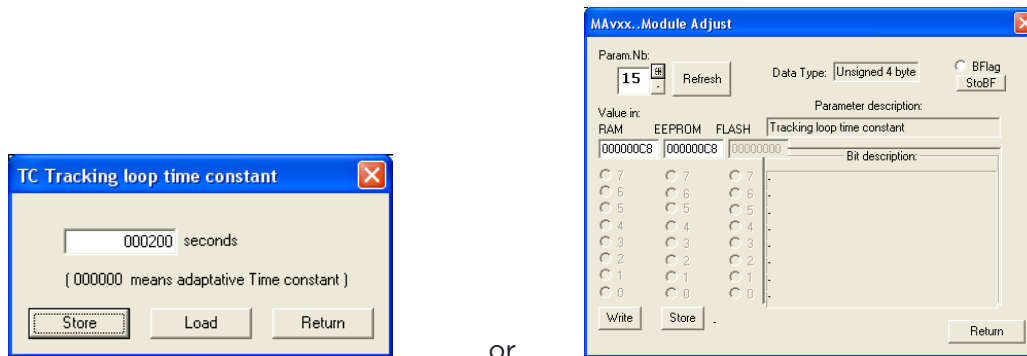 TC Tracking loop time constant
000200 seconds
( 000000 means adaptative Time constant )
Store Load Return
or
MAvxx..Module Adjust
Param.Nb:
15 Refresh Data Type: Unsigned 4 byte BFlag
StoBF
Value in: Parameter description:
RAM EEPROM FLASH Tracking loop time constant
000000C8 000000C8 00000000 Bit description:
7 7 7 -
6 6 6 -
5 5 5 -
4 4 4 -
3 3 3 -
2 2 2 -
1 1 1 -
0 0 0 -
Write Store -
Return